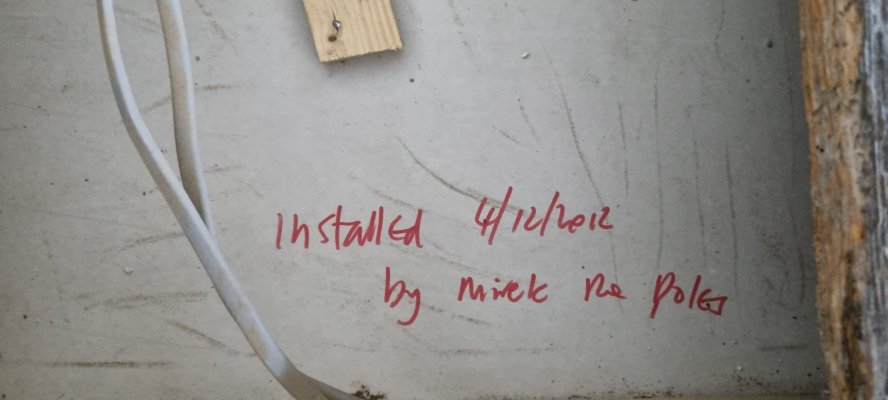 Installed 4/12/2012
by Mirek the Poles